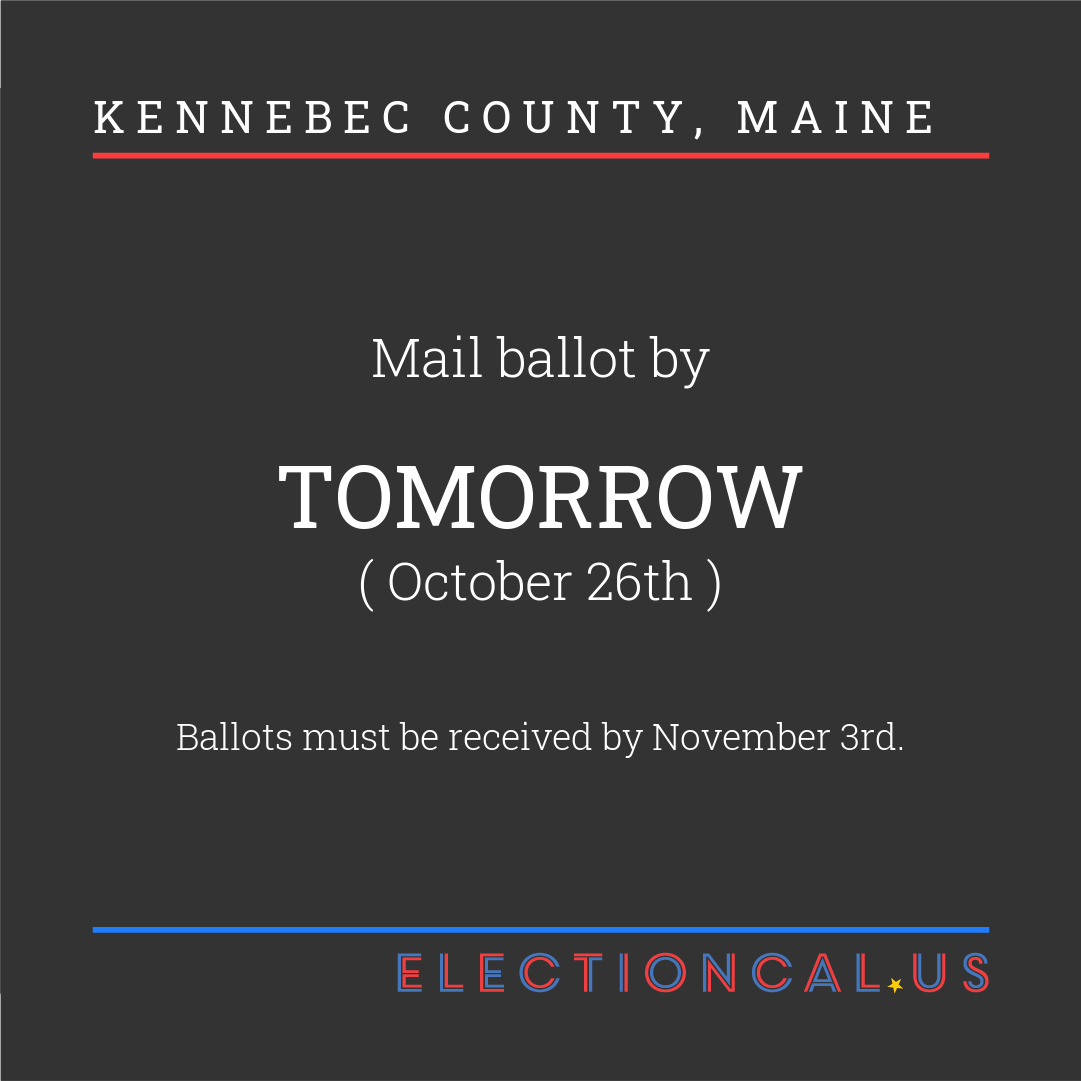 KENNEBEC COUNTY, MAINE
Mail ballot by
TOMORROW
( October 26th )
Ballots must be received by November 3rd.
ELECTIONCAL.US